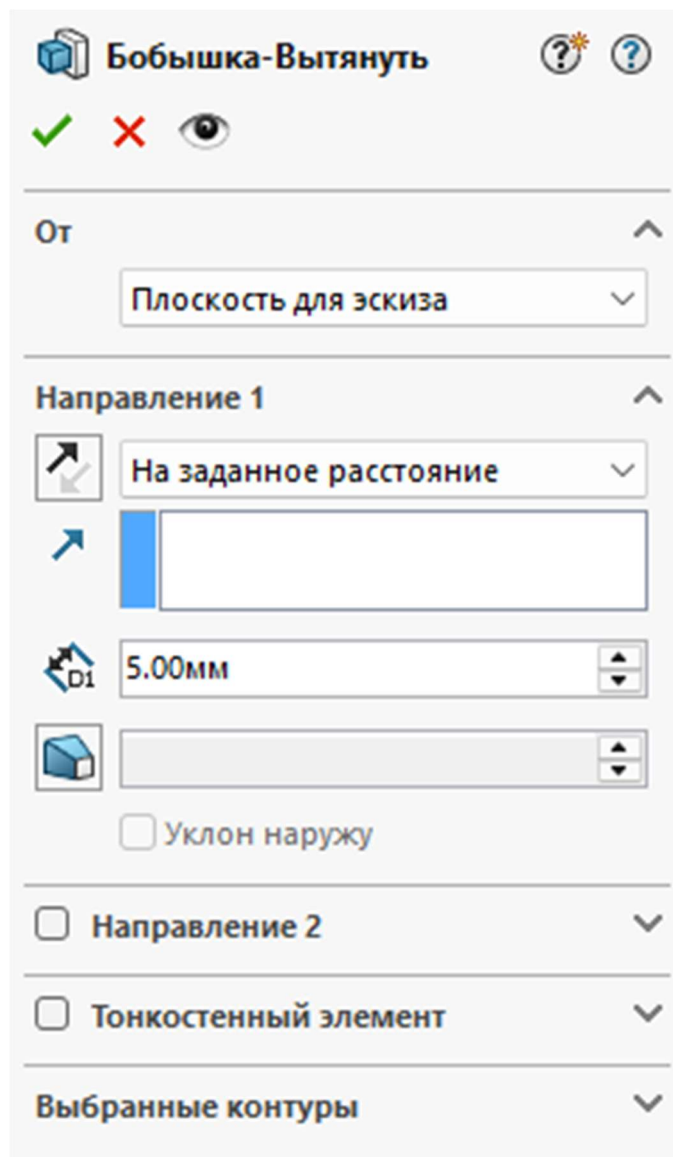 Бобышка-Вытянуть
От
Плоскость для эскиза
Направление 1
На заданное расстояние
D1
5.00мм
Уклон наружу
Направление 2
Тонкостенный элемент
Выбранные контуры